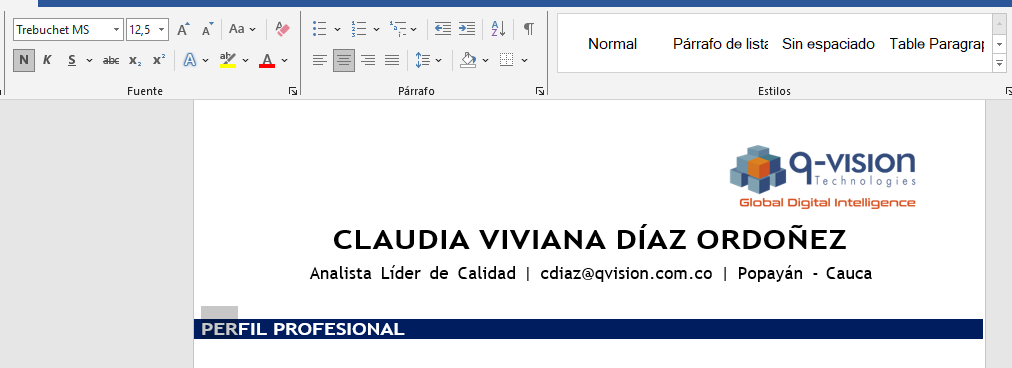 Trebuchet MS 12,5 A A Aa A
N K S abc x₂ x² A A
Fuente
Párrafo
Normal Párrafo de lista Sin espaciado Table Paragrap
Estilos
q-vision
Technologies
Global Digital Intelligence
CLAUDIA VIVIANA DÍAZ ORDOÑEZ
Analista Líder de Calidad | cdiaz@qvision.com.co | Popayán - Cauca
PERFIL PROFESIONAL